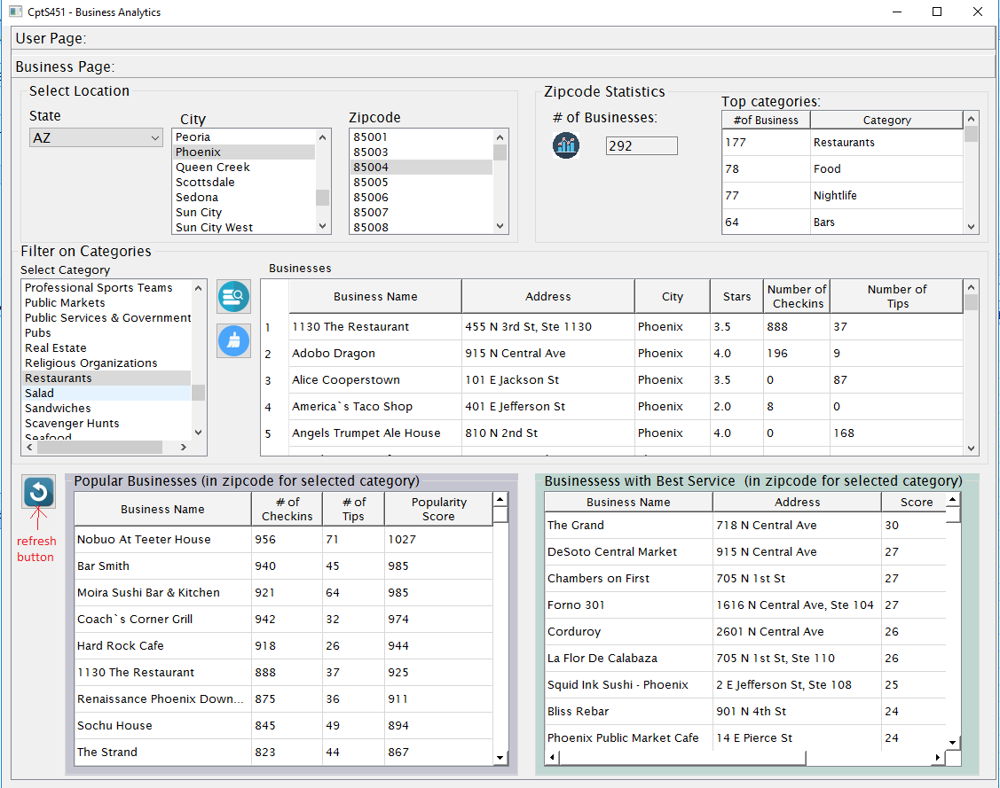 CptS451 - Business Analytics
User Page:
Business Page:
Select Location
State
AZ
City
Peoria
Phoenix
Queen Creek
Scottsdale
Sedona
Sun City
Sun City West
Zipcode
85001
85003
85004
85005
85006
85007
85008
Zipcode Statistics
# of Businesses:
292
Top categories:
#of Business Category
177 Restaurants
78 Food
77 Nightlife
64 Bars
Filter on Categories
Select Category
Professional Sports Teams
Public Markets
Public Services & Government
Pubs
Real Estate
Religious Organizations
Restaurants
Salad
Sandwiches
Scavenger Hunts
Seafood
Businesses
Business Name Address City Stars Number of Checkins Number of Tips
1 1130 The Restaurant 455 N 3rd St, Ste 1130 Phoenix 3.5 888 37
2 Adobo Dragon 915 N Central Ave Phoenix 4.0 196 9
3 Alice Cooperstown 101 E Jackson St Phoenix 3.5 0 87
4 America`s Taco Shop 401 E Jefferson St Phoenix 2.0 8 0
5 Angels Trumpet Ale House 810 N 2nd St Phoenix 4.0 0 168
refresh
button
Popular Businesses (in zipcode for selected category)
Business Name # of Checkins # of Tips Popularity Score
Nobuo At Teeter House 956 71 1027
Bar Smith 940 45 985
Moira Sushi Bar & Kitchen 921 64 985
Coach`s Corner Grill 942 32 974
Hard Rock Cafe 918 26 944
1130 The Restaurant 888 37 925
Renaissance Phoenix Down... 875 36 911
Sochu House 845 49 894
The Strand 823 44 867
Businessess with Best Service (in zipcode for selected category)
Business Name Address Score
The Grand 718 N Central Ave 30
DeSoto Central Market 915 N Central Ave 27
Chambers on First 705 N 1st St 27
Forno 301 1616 N Central Ave, Ste 104 27
Corduroy 2601 N Central Ave 26
La Flor De Calabaza 705 N 1st St, Ste 110 26
Squid Ink Sushi - Phoenix 2 E Jefferson St, Ste 108 25
Bliss Rebar 901 N 4th St 24
Phoenix Public Market Cafe 14 E Pierce St 24